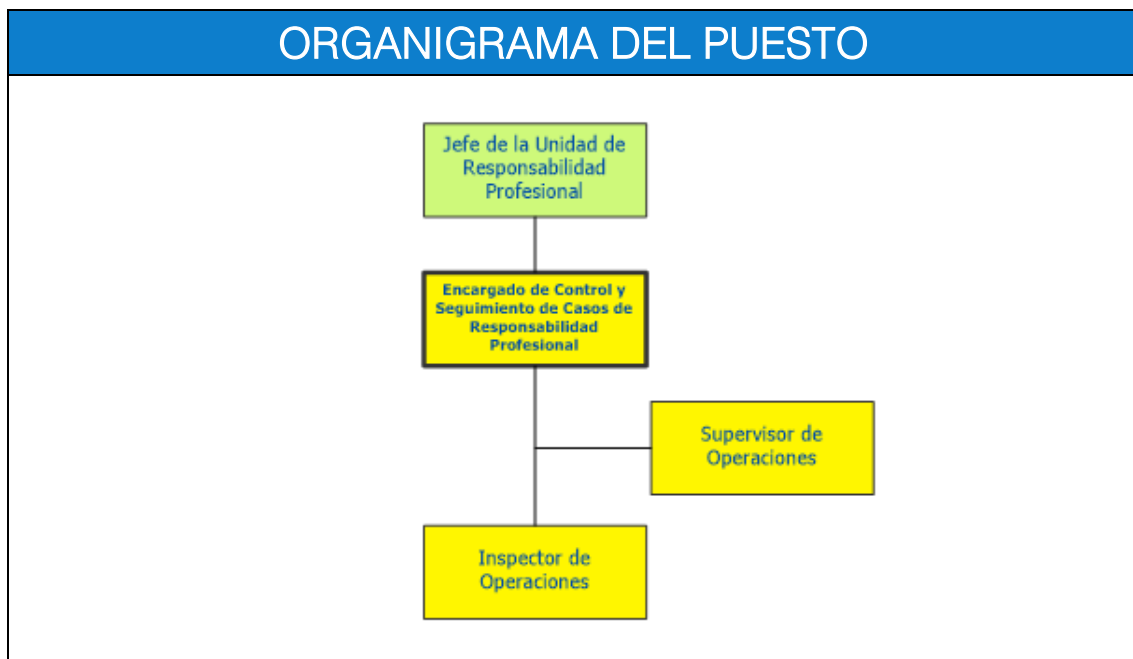 ORGANIGRAMA DEL PUESTO
Jefe de la Unidad de
Responsabilidad
Profesional
Encargado de Control y
Seguimiento de Casos de
Responsabilidad
Profesional
Supervisor de
Operaciones
Inspector de
Operaciones